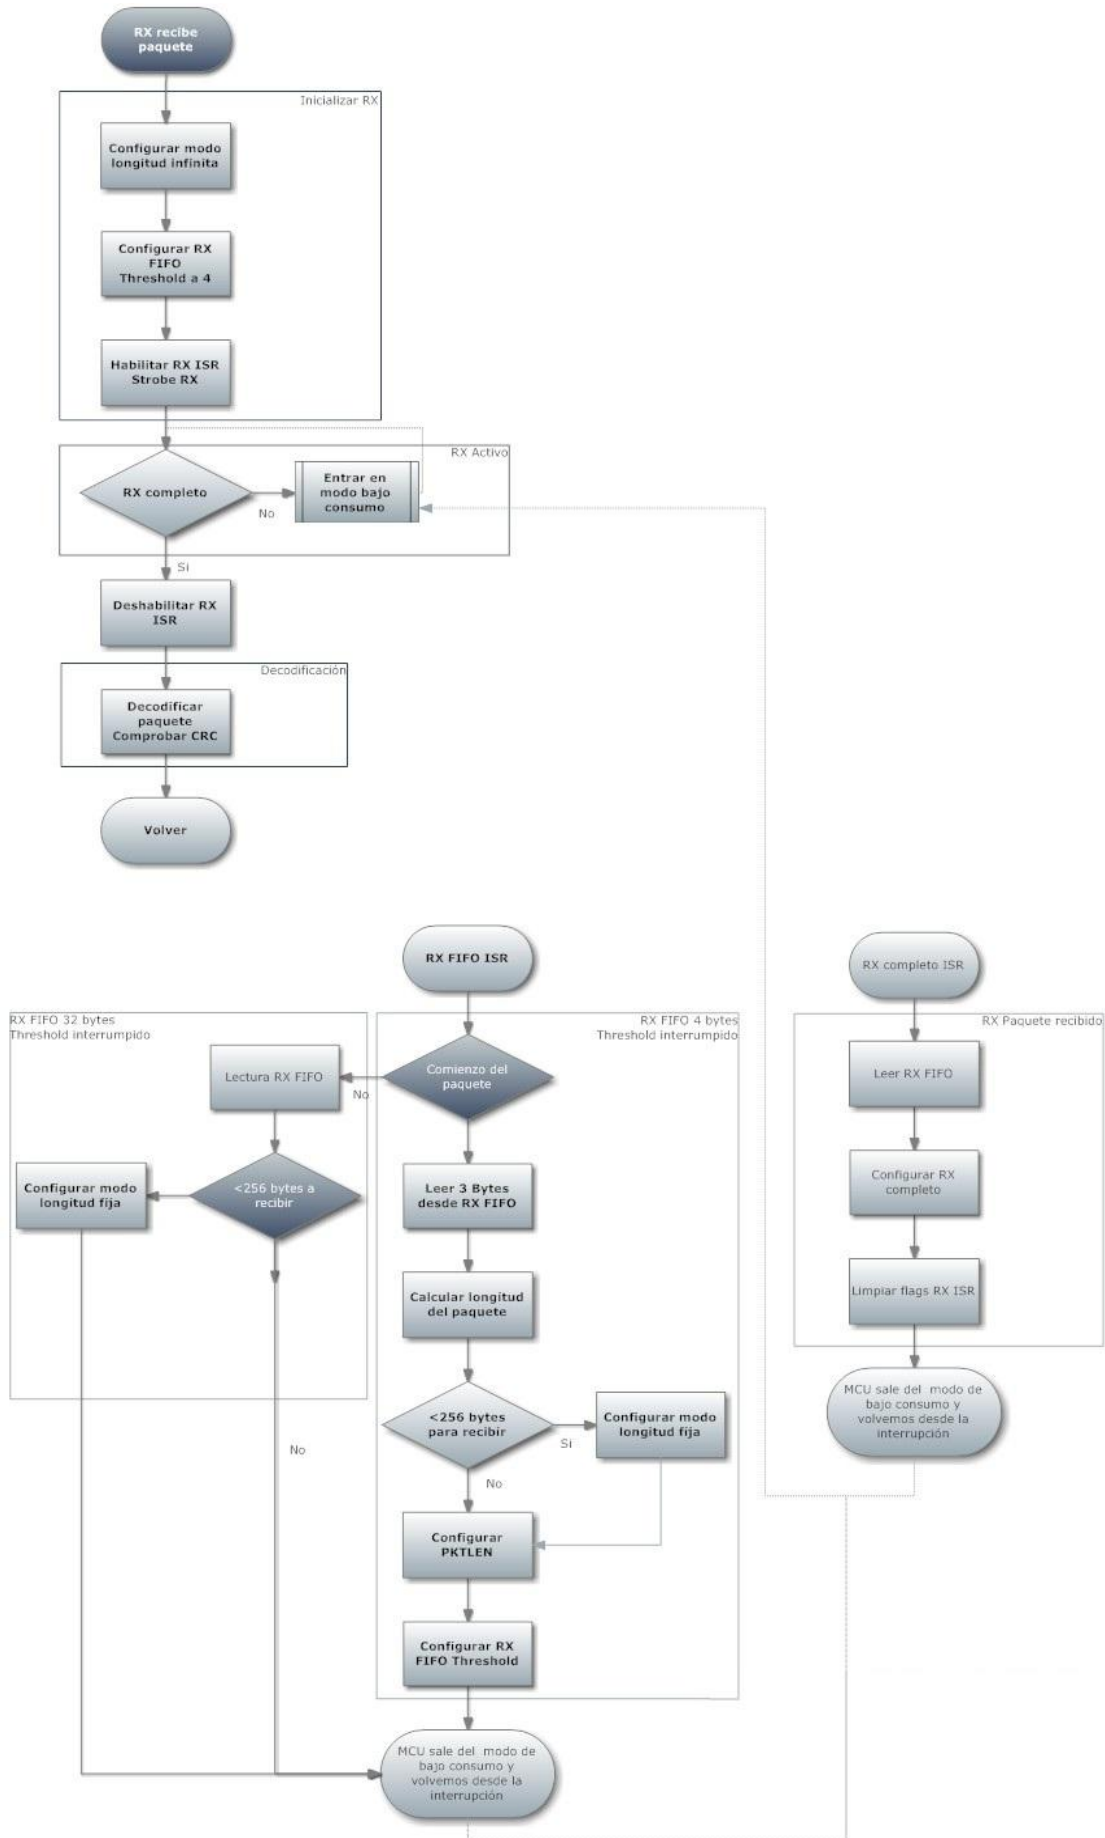 RX recibe
paquete
Inicializar RX
Configurar modo
longitud infinita
Configurar RX
FIFO
Threshold a 4
Habilitar RX ISR
Strobe RX
RX Activo
RX completo
No
Entrar en
modo bajo
consumo
Si
Deshabilitar RX
ISR
Decodificación
Decodificar
paquete
Comprobar CRC
Volver
RX FIFO ISR
RX FIFO 32 bytes
Threshold interrumpido
RX FIFO 4 bytes
Threshold interrumpido
Comienzo del
paquete
No
Lectura RX FIFO
<256 bytes a
recibir
Configurar modo
longitud fija
No
Leer 3 Bytes
desde RX FIFO
Calcular longitud
del paquete
<256 bytes
para recibir
Si
Configurar modo
longitud fija
No
Configurar
PKTLEN
Configurar RX
FIFO Threshold
MCU sale del modo de
bajo consumo y
volvemos desde la
interrupción
RX completo ISR
RX Paquete recibido
Leer RX FIFO
Configurar RX
completo
Limpiar flags RX ISR
MCU sale del modo de
bajo consumo y
volvemos desde la
interrupción